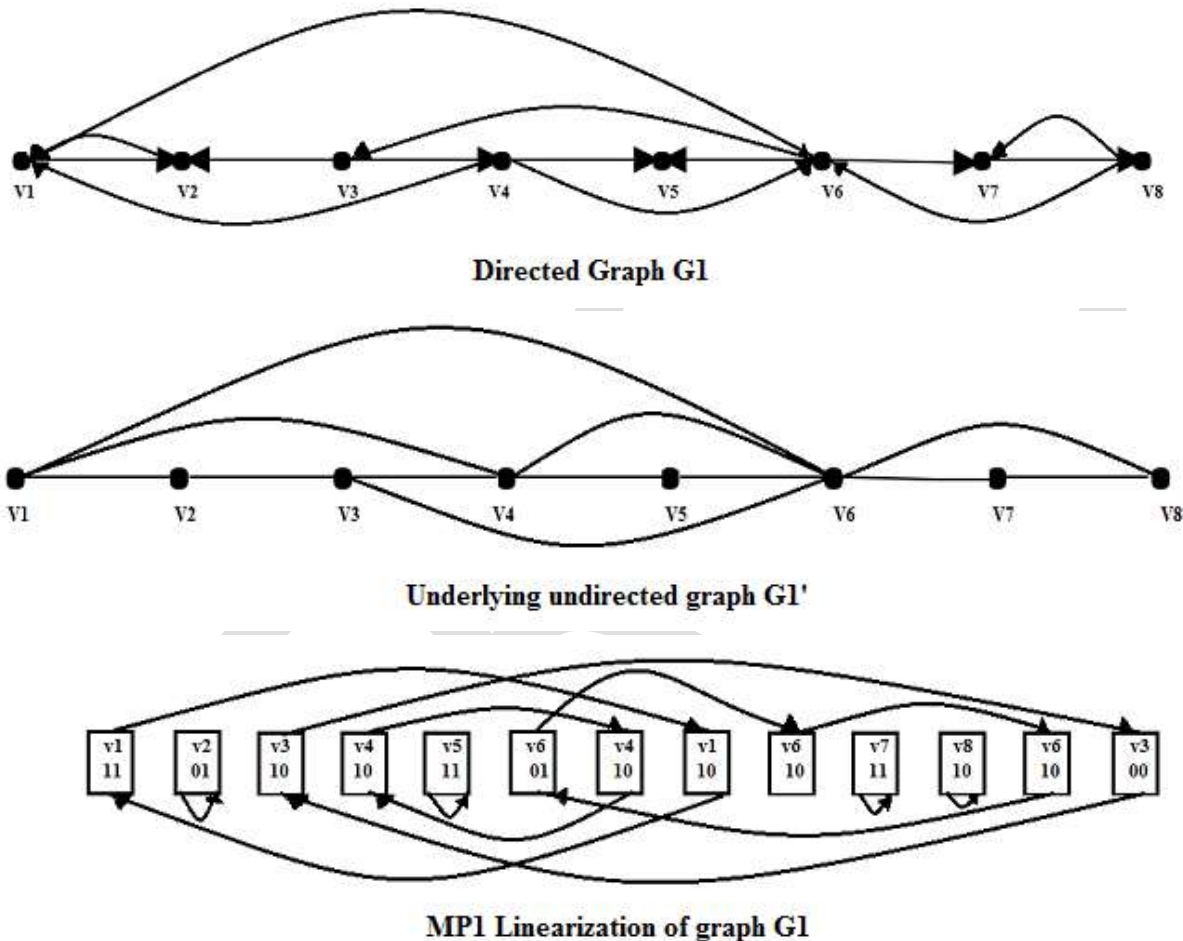 V1 V2 V3 V4 V5 V6 V7 V8
Directed Graph G1
V1 V2 V3 V4 V5 V6 V7 V8
Underlying undirected graph G1'
v1 v2 v3 v4 v5 v6 v4 v1 v6 v7 v8 v6 v3
11 01 10 10 11 01 10 10 10 11 10 10 00
MP1 Linearization of graph G1